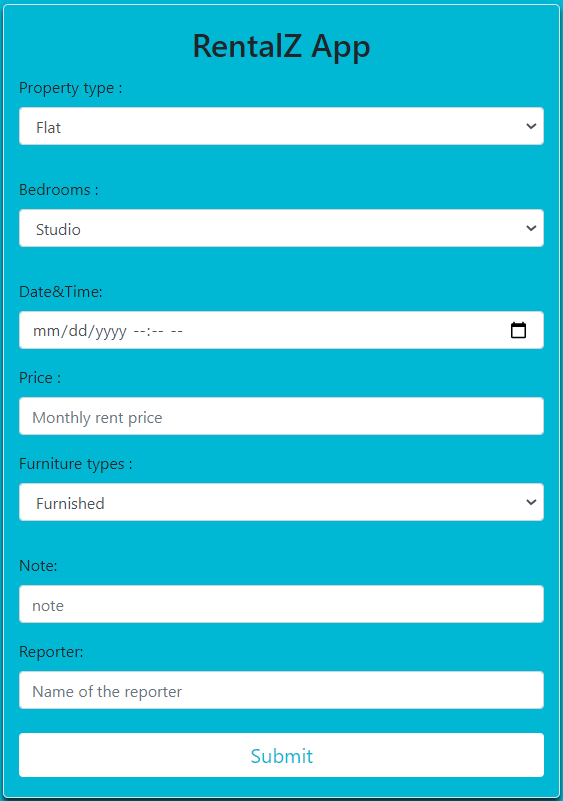 RentalZ App
Property type :
Flat
Bedrooms :
Studio
Date&Time:
mm/dd/yyyy --:-- --
Price :
Monthly rent price
Furniture types :
Furnished
Note:
note
Reporter:
Name of the reporter
Submit